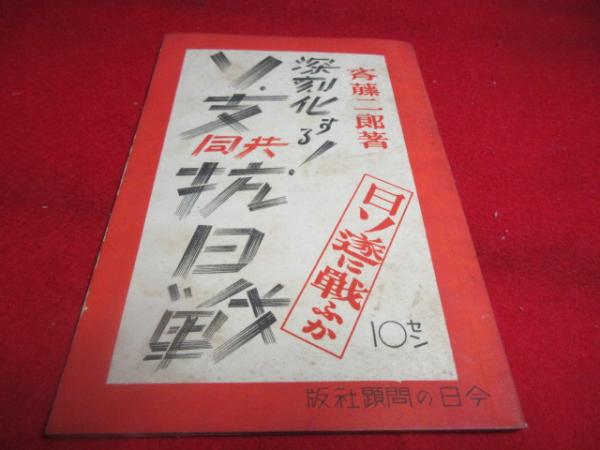 斉藤二郎著
深刻化する!
ソ・支
共同
抗日戦
日ソ遂に戦ふか
10セン
今日の問題社版